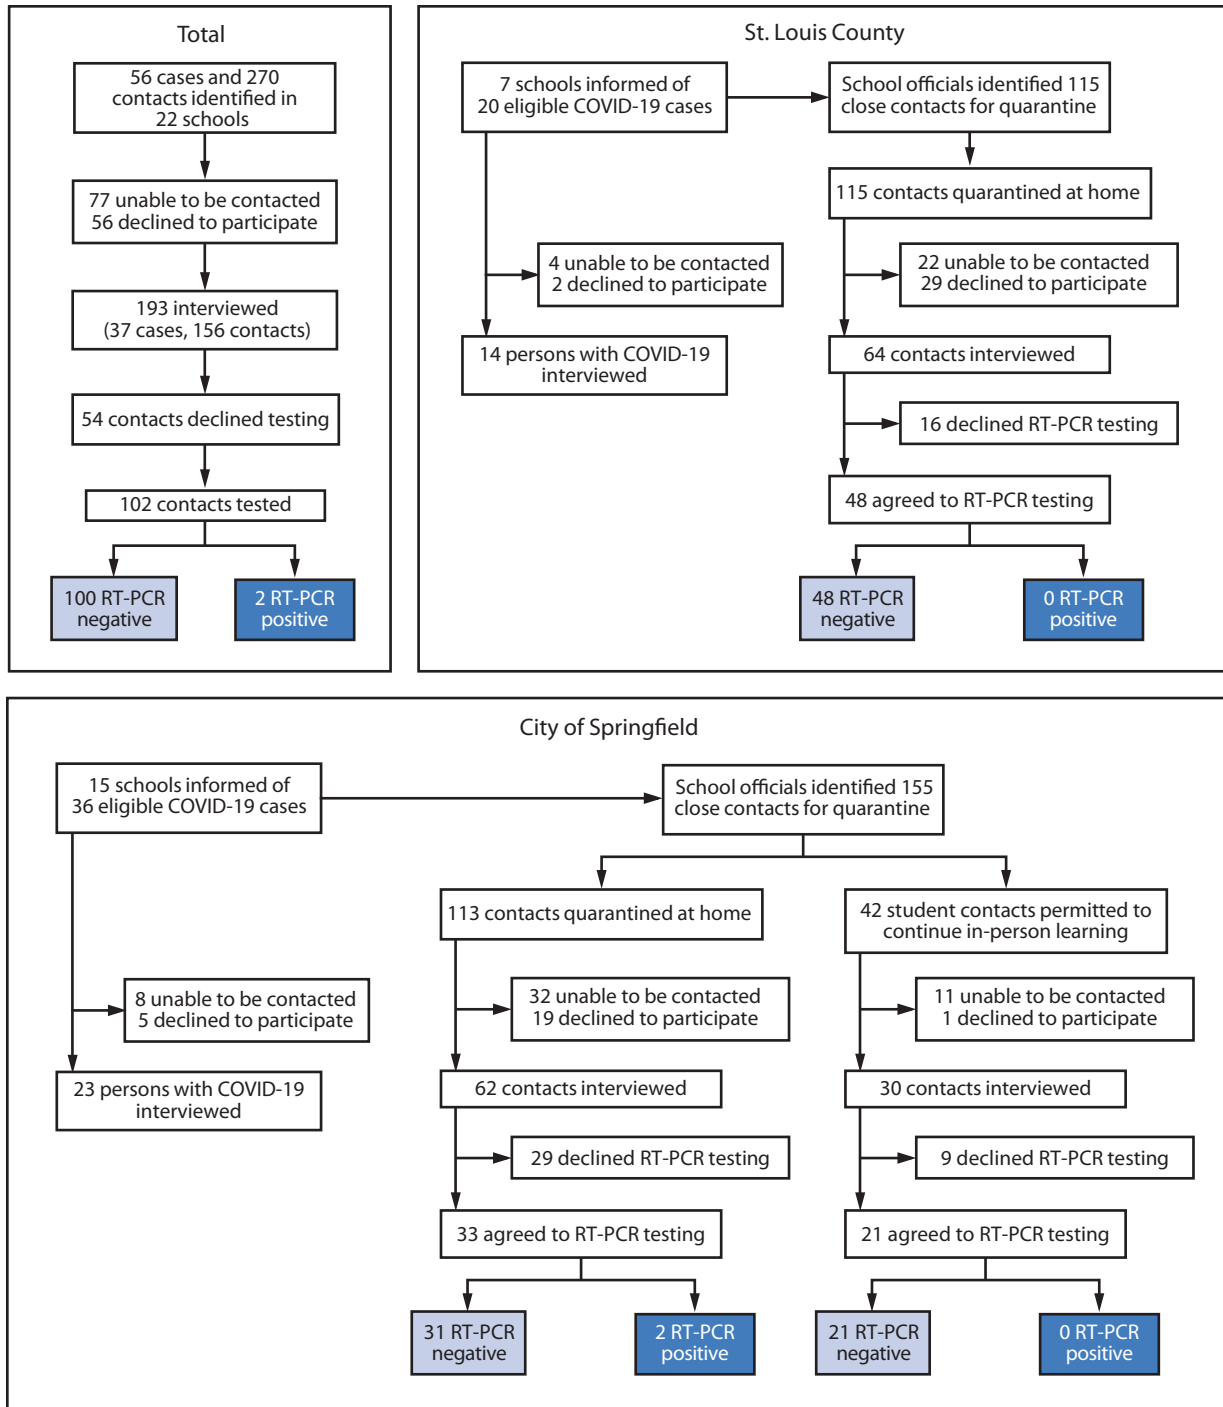 Total
56 cases and 270
contacts identified in
22 schools
77 unable to be contacted
56 declined to participate
193 interviewed
(37 cases, 156 contacts)
54 contacts declined testing
102 contacts tested
100 RT-PCR
negative
2 RT-PCR
positive
St. Louis County
7 schools informed of
20 eligible COVID-19 cases
School officials identified 115
close contacts for quarantine
115 contacts quarantined at home
4 unable to be contacted
2 declined to participate
22 unable to be contacted
29 declined to participate
14 persons with COVID-19
interviewed
64 contacts interviewed
16 declined RT-PCR testing
48 agreed to RT-PCR testing
48 RT-PCR
negative
0 RT-PCR
positive
City of Springfield
15 schools informed of
36 eligible COVID-19 cases
School officials identified 155
close contacts for quarantine
113 contacts quarantined at home
42 student contacts permitted to
continue in-person learning
8 unable to be contacted
5 declined to participate
32 unable to be contacted
19 declined to participate
11 unable to be contacted
1 declined to participate
23 persons with COVID-19
interviewed
62 contacts interviewed
30 contacts interviewed
29 declined RT-PCR testing
9 declined RT-PCR testing
33 agreed to RT-PCR testing
21 agreed to RT-PCR testing
31 RT-PCR
negative
2 RT-PCR
positive
21 RT-PCR
negative
0 RT-PCR
positive